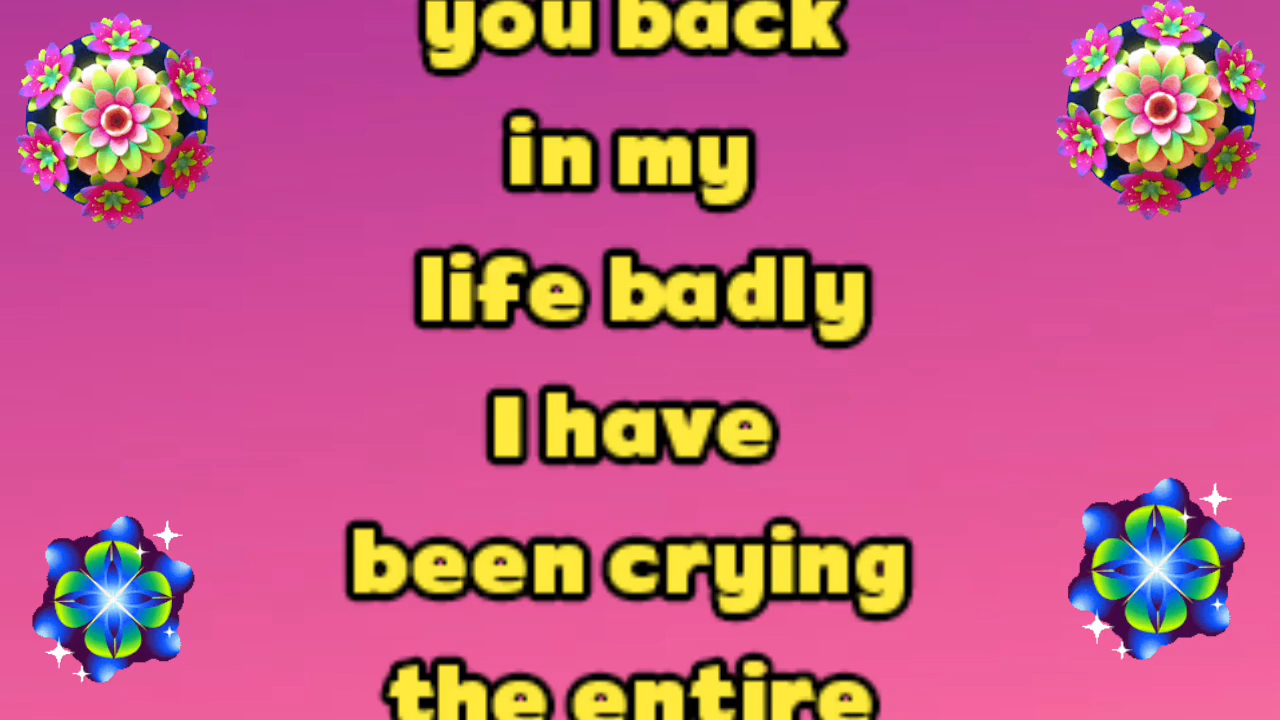 you back
in my
life badly
I have
been crying
the entire